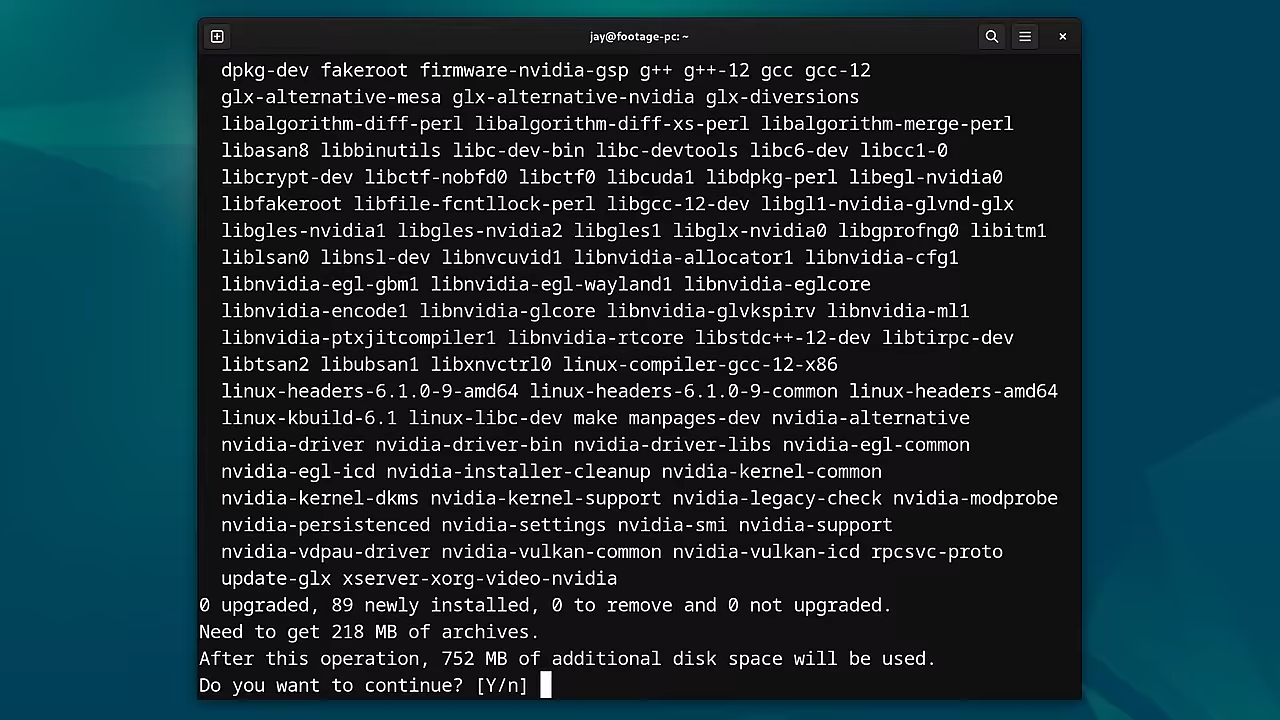 jay@footage-pc: ~
dpkg-dev fakeroot firmware-nvidia-gsp g++ g++-12 gcc gcc-12
glx-alternative-mesa glx-alternative-nvidia glx-diversions
libalgorithm-diff-perl libalgorithm-diff-xs-perl libalgorithm-merge-perl
libasan8 libbinutils libc-dev-bin libc-devtools libc6-dev libcc1-0
libcrypt-dev libctf-nobfd0 libctf0 libcuda1 libdpkg-perl libegl-nvidia0
libfakeroot libfile-fcntllock-perl libgcc-12-dev libgl1-nvidia-glvnd-glx
libgles-nvidia1 libgles-nvidia2 libgles1 libglx-nvidia0 libgprofng0 libitm1
liblsan0 libnsl-dev libnvcuvid1 libnvidia-allocator1 libnvidia-cfg1
libnvidia-egl-gbm1 libnvidia-egl-wayland1 libnvidia-eglcore
libnvidia-encode1 libnvidia-glcore libnvidia-glvkspirv libnvidia-ml1
libnvidia-ptxjitcompiler1 libnvidia-rtcore libstdc++-12-dev libtirpc-dev
libtsan2 libubsan1 libxnvctrl0 linux-compiler-gcc-12-x86
linux-headers-6.1.0-9-amd64 linux-headers-6.1.0-9-common linux-headers-amd64
linux-kbuild-6.1 linux-libc-dev make manpages-dev nvidia-alternative
nvidia-driver nvidia-driver-bin nvidia-driver-libs nvidia-egl-common
nvidia-egl-icd nvidia-installer-cleanup nvidia-kernel-common
nvidia-kernel-dkms nvidia-kernel-support nvidia-legacy-check nvidia-modprobe
nvidia-persistenced nvidia-settings nvidia-smi nvidia-support
nvidia-vdpau-driver nvidia-vulkan-common nvidia-vulkan-icd rpcsvc-proto
update-glx xserver-xorg-video-nvidia
0 upgraded, 89 newly installed, 0 to remove and 0 not upgraded.
Need to get 218 MB of archives.
After this operation, 752 MB of additional disk space will be used.
Do you want to continue? [Y/n]